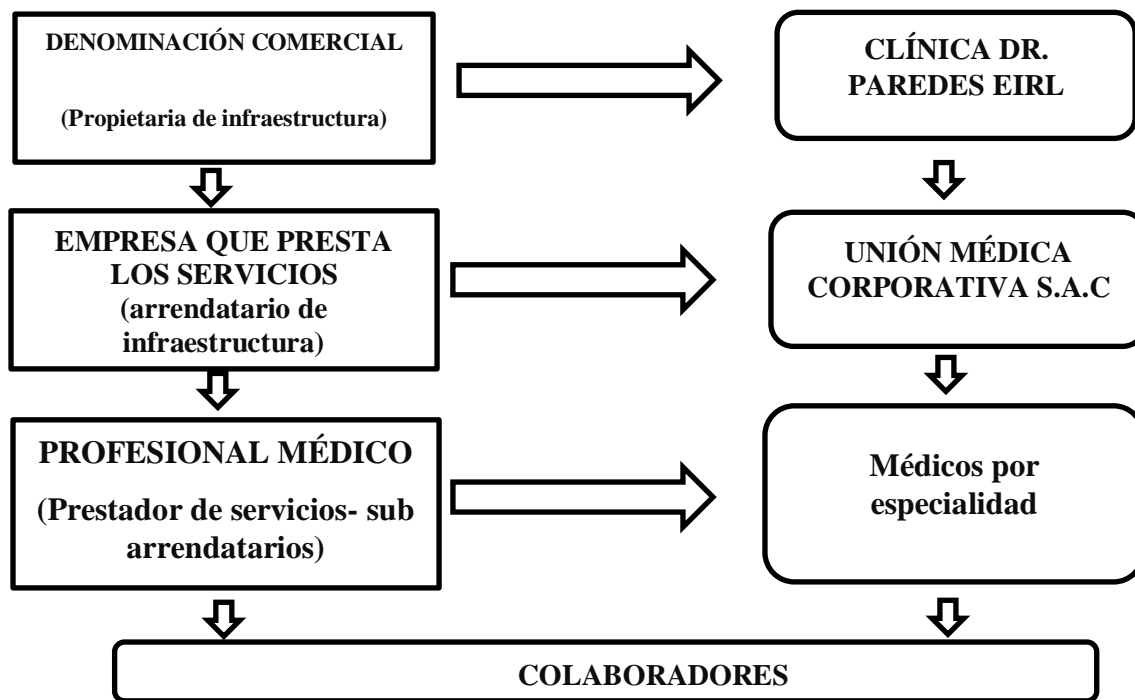 DENOMINACIÓN COMERCIAL
(Propietaria de infraestructura)
CLÍNICA DR.
PAREDES EIRL
EMPRESA QUE PRESTA
LOS SERVICIOS
(arrendatario de
infraestructura)
UNIÓN MÉDICA
CORPORATIVA S.A.C
PROFESIONAL MÉDICO
(Prestador de servicios- sub
arrendatarios)
Médicos por
especialidad
COLABORADORES